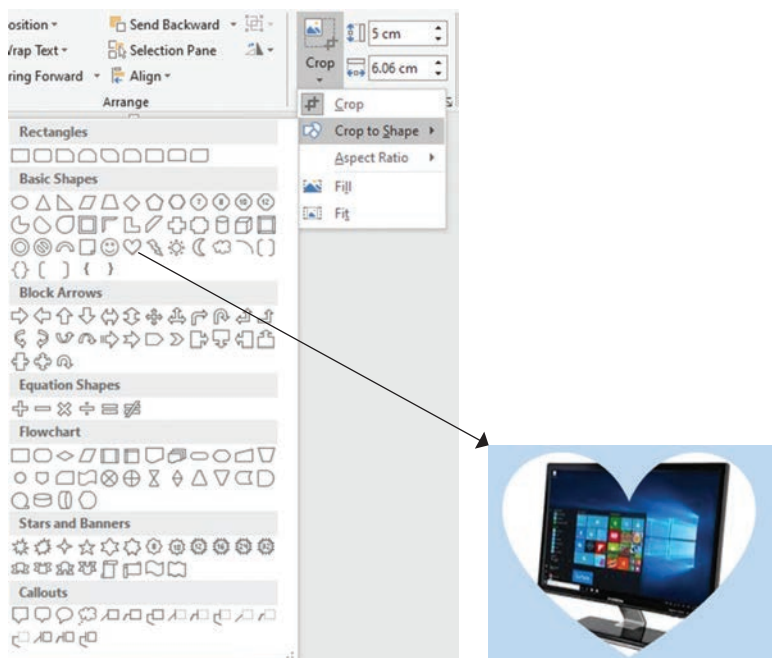 osition
Send Backward
Wrap Text
Selection Pane
ring Forward
Align
Arrange
Crop
5 cm
6.06 cm
Crop
Crop to Shape
Aspect Ratio
Fill
Fit
Rectangles
Basic Shapes
Block Arrows
Equation Shapes
Flowchart
Stars and Banners
Callouts